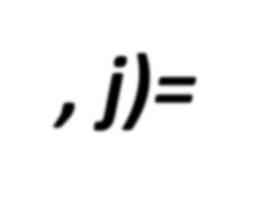 , j)=